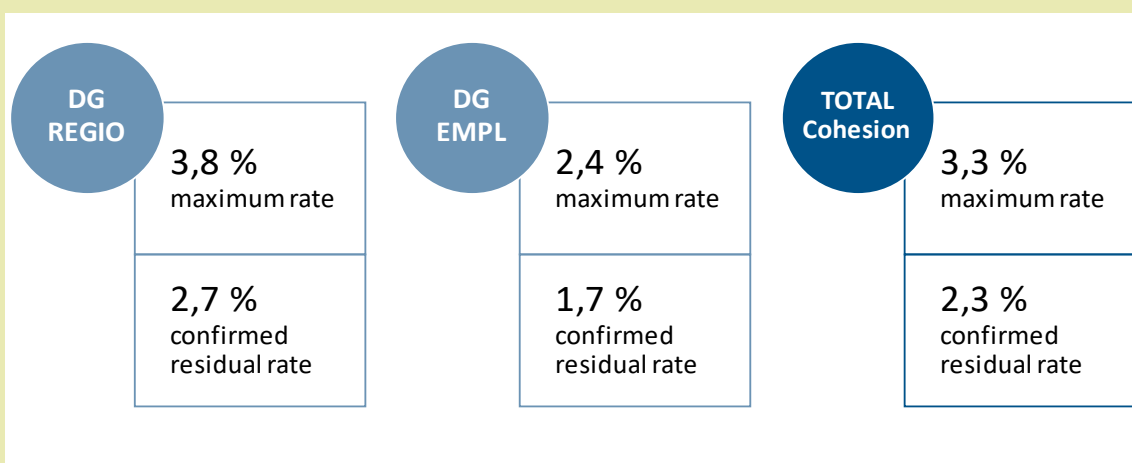 DG
REGIO
3,8 %
maximum rate
2,7 %
confirmed
residual rate
DG
EMPL
2,4 %
maximum rate
1,7 %
confirmed
residual rate
TOTAL
Cohesion
3,3 %
maximum rate
2,3 %
confirmed
residual rate